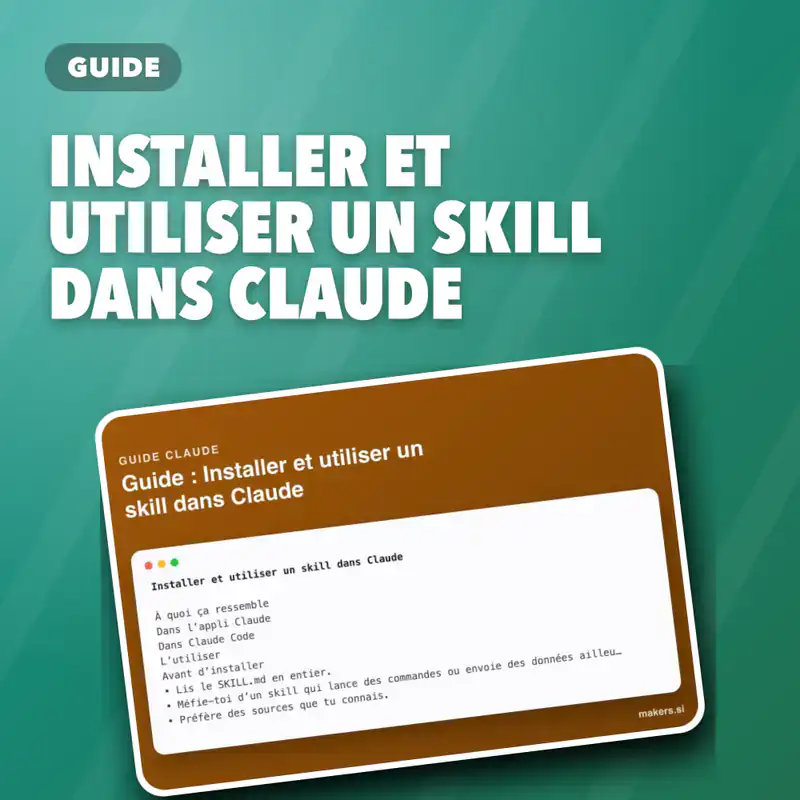 GUIDE
INSTALLER ET
UTILISER UN SKILL
DANS CLAUDE
GUIDE CLAUDE
Guide : Installer et utiliser un
skill dans Claude
Installer et utiliser un skill dans Claude
À quoi ça ressemble
Dans l’appli Claude
Dans Claude Code
L’utiliser
Avant d’installer
• Lis le SKILL.md en entier.
• Méfie-toi d’un skill qui lance des commandes ou envoie des données ailleu…
• Préfère des sources que tu connais.
makers.si